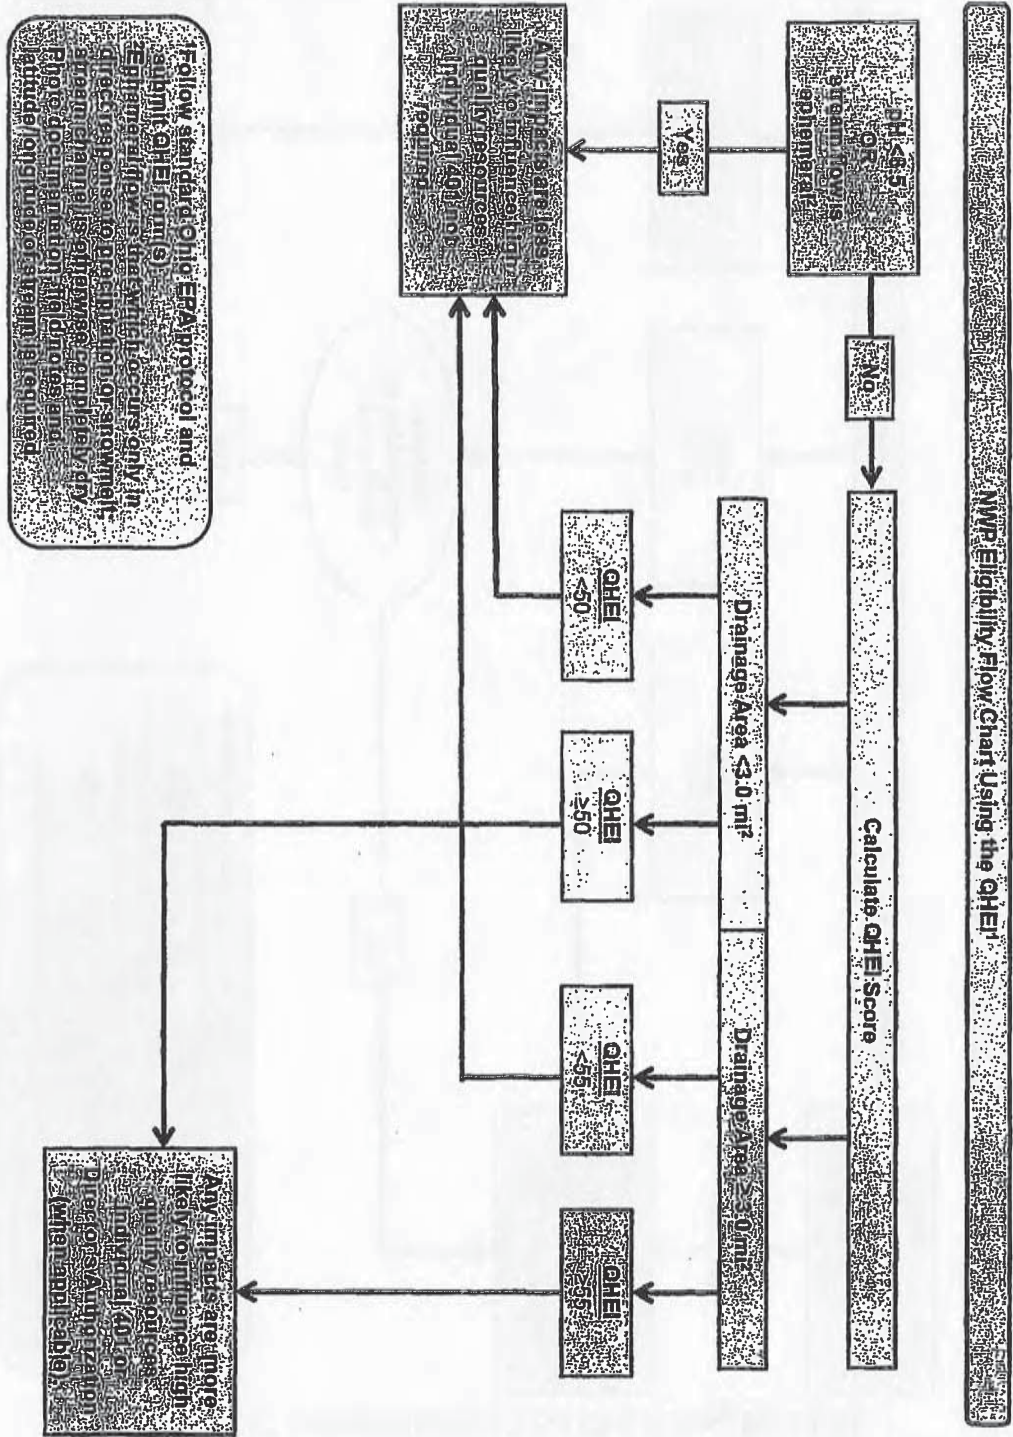 NWP Eligibility Flow Chart Using the QHEI¹
pH <6.5
OR
stream flow is
ephemeral²
No
Yes
Calculate QHEI Score
Drainage Area <3.0 mi²
Drainage Area ≥3.0 mi²
QHEI
<50
QHEI
≥50
QHEI
<55
QHEI
≥55
Any impacts are less
likely to influence high
quality resources
Individual 401 not
required
Any impacts are more
likely to influence high
quality resources
Individual 401 or
Director's Authorization
(when applicable)
¹Follow standard Ohio EPA protocol and
submit QHEI form(s)
²Ephemeral flow is that which occurs only in
direct response to precipitation or snowmelt,
stream channel is otherwise completely dry
Photo documentation, field notes and
latitude/longitude of stream is required